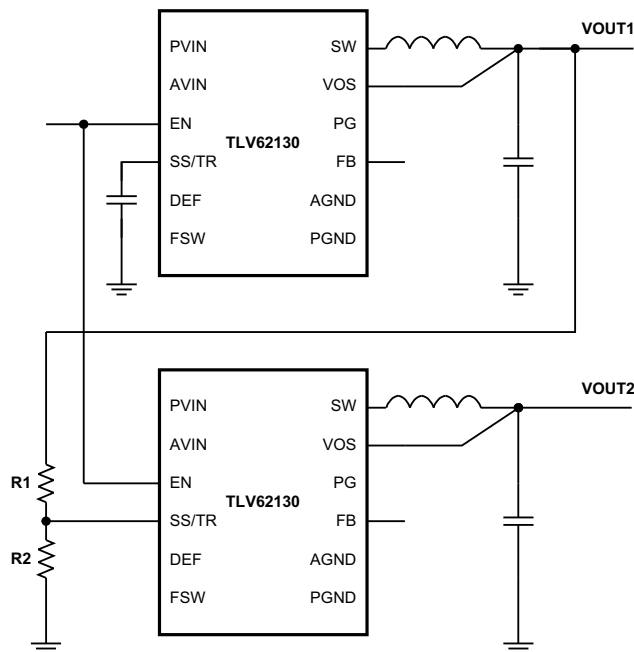 VOUT1
PVIN SW
AVIN VOS
EN PG
TLV62130
SS/TR FB
DEF AGND
FSW PGND
VOUT2
PVIN SW
AVIN VOS
R1 EN PG
TLV62130
SS/TR FB
R2 DEF AGND
FSW PGND